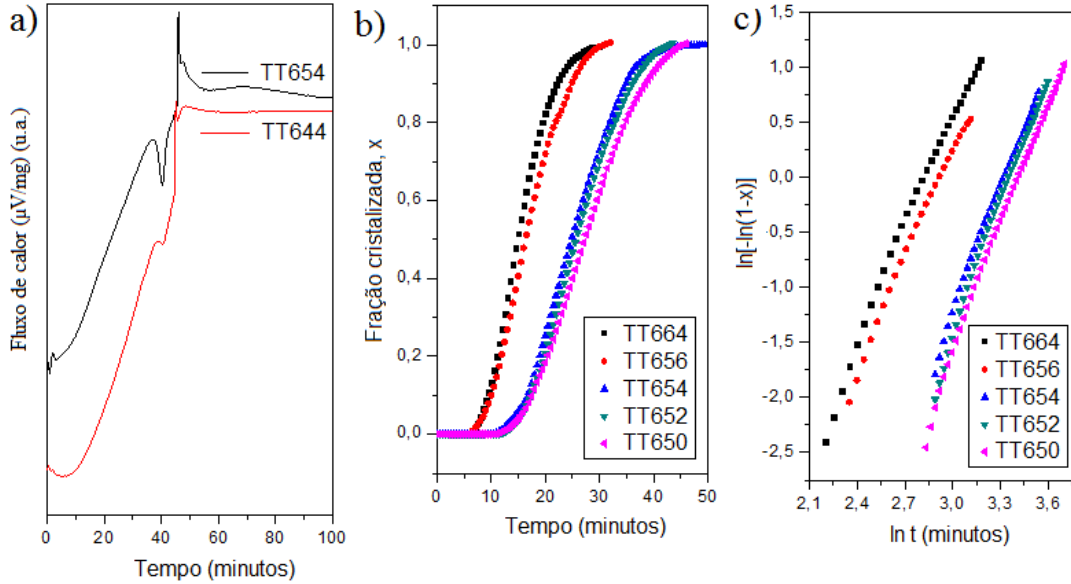 a)
Fluxo de calor (µV/mg) (u.a.)
TT654
TT644
0
20
40
60
80
100
Tempo (minutos)
b)
Fração cristalizada, x
1,0
0,8
0,6
0,4
0,2
0,0
TT664
TT656
TT654
TT652
TT650
0
10
20
30
40
50
Tempo (minutos)
c)
ln[-ln(1-x)]
1,5
1,0
0,5
0,0
-0,5
-1,0
-1,5
-2,0
-2,5
TT664
TT656
TT654
TT652
TT650
2,1
2,4
2,7
3,0
3,3
3,6
ln t (minutos)